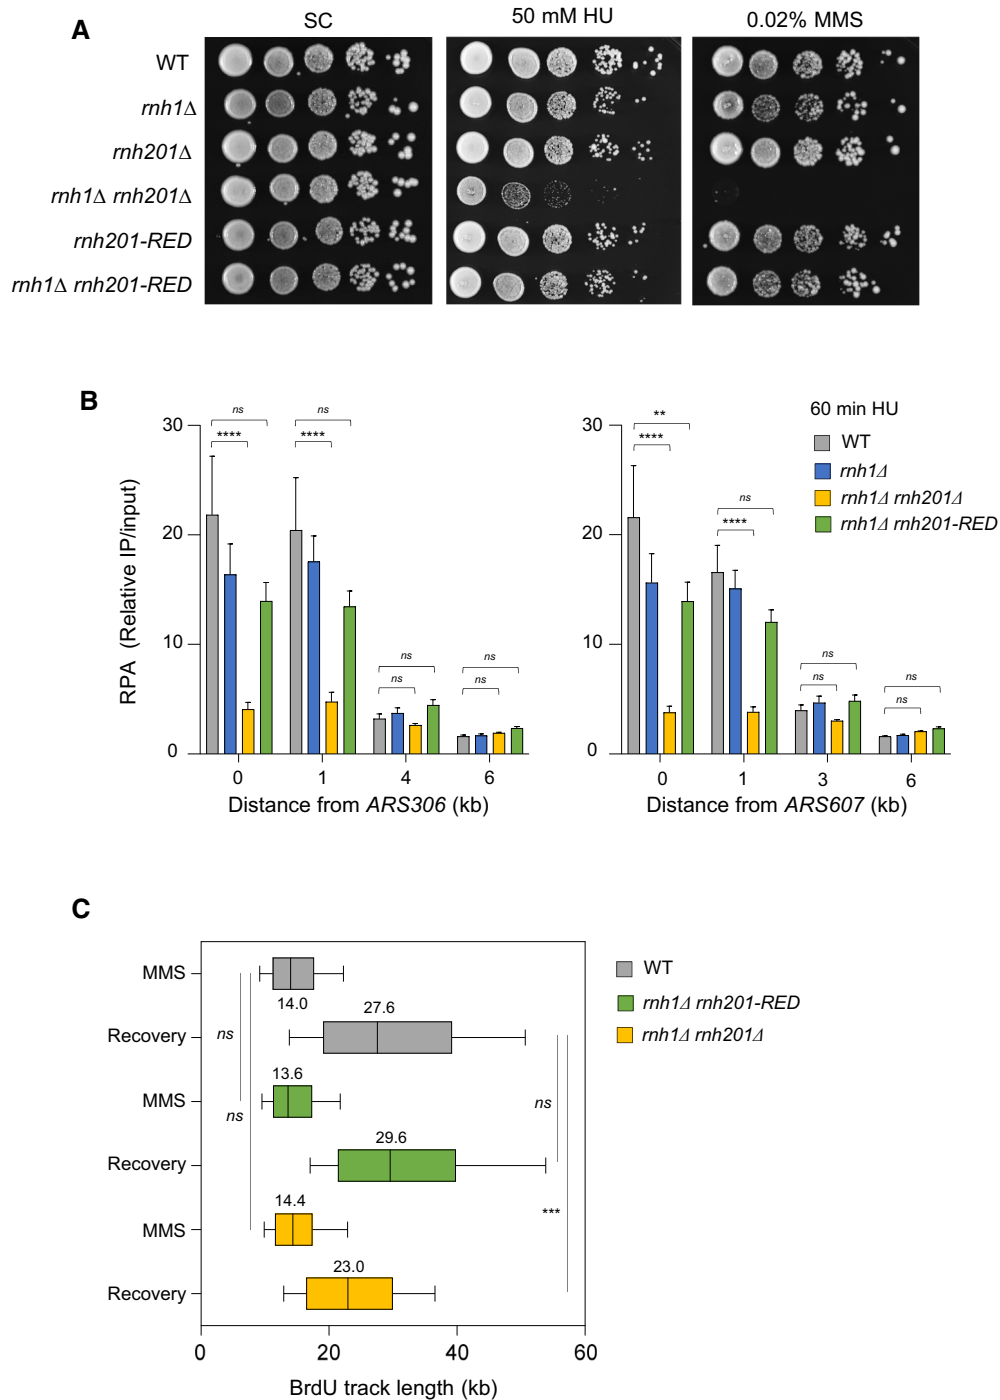 A
SC
50 mM HU
0.02% MMS
WT
rnh1Δ
rnh201Δ
rnh1Δ rnh201Δ
rnh201-RED
rnh1Δ rnh201-RED
B
RPA (Relative IP/input)
30
20
10
0
ns
ns
****
****
ns
ns
ns
ns
0
1
4
6
Distance from ARS306 (kb)
30
20
10
0
**
****
ns
****
ns
ns
ns
ns
0
1
3
6
Distance from ARS607 (kb)
60 min HU
WT
rnh1Δ
rnh1Δ rnh201Δ
rnh1Δ rnh201-RED
C
MMS
14.0
Recovery
27.6
MMS
13.6
Recovery
29.6
MMS
14.4
Recovery
23.0
ns
ns
ns
***
0
20
40
60
BrdU track length (kb)
WT
rnh1Δ rnh201-RED
rnh1Δ rnh201Δ